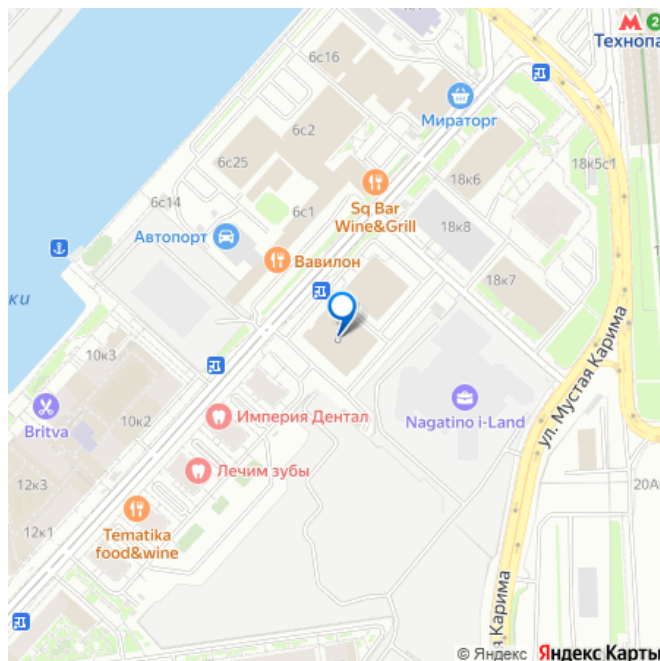 6с16
2
Технопа
Мираторг
6с2
6с25
18к6
18к5с1
6с14
Sq Bar
Wine&Grill
6с1
18к8
Автопорт
Вавилон
18к7
ки
ул. Мустая Карима
10к3
Britva
10к2
Империя Дентал
Nagatino i-Land
Лечим зубы
12к3
20А
12к1
Tematika
food&wine
я Карима
© Яндекс Яндекс Карты